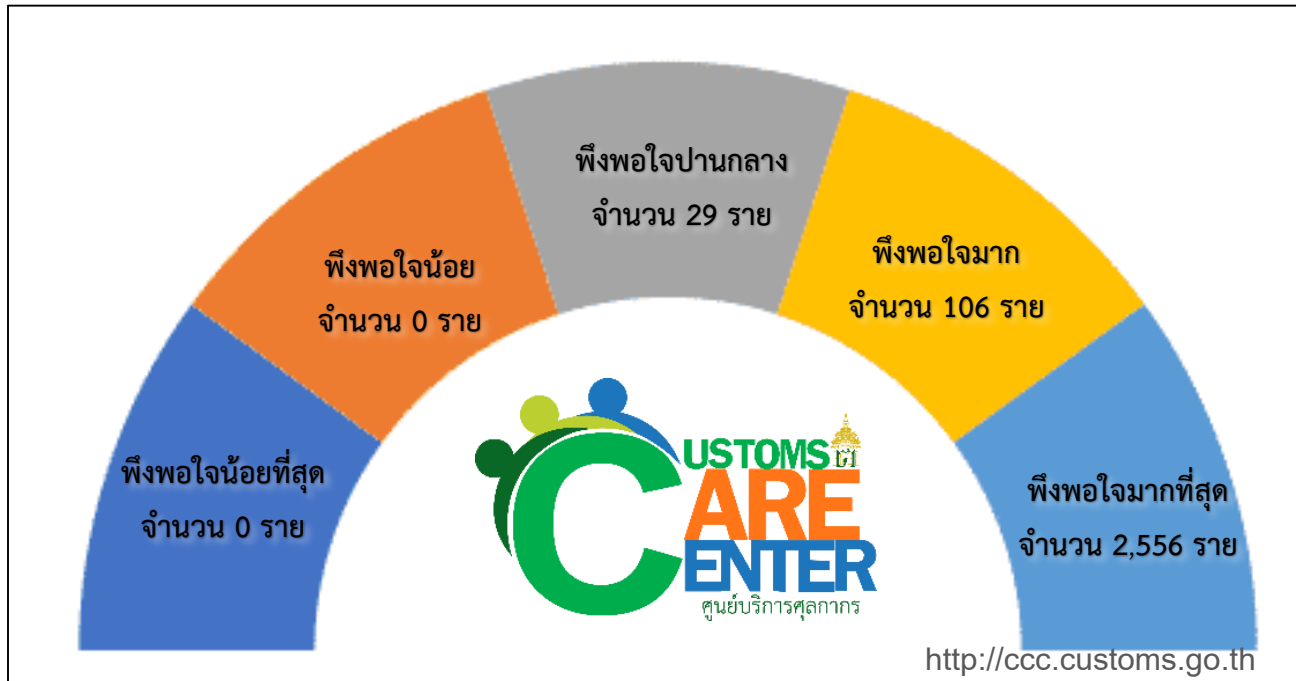 พึงพอใจปานกลาง
จำนวน 29 ราย
พึงพอใจน้อย
จำนวน 0 ราย
พึงพอใจมาก
จำนวน 106 ราย
พึงพอใจน้อยที่สุด
จำนวน 0 ราย
CUSTOMS
CARE
CENTER
ศูนย์บริการศุลกากร
พึงพอใจมากที่สุด
จำนวน 2,556 ราย
http://ccc.customs.go.th